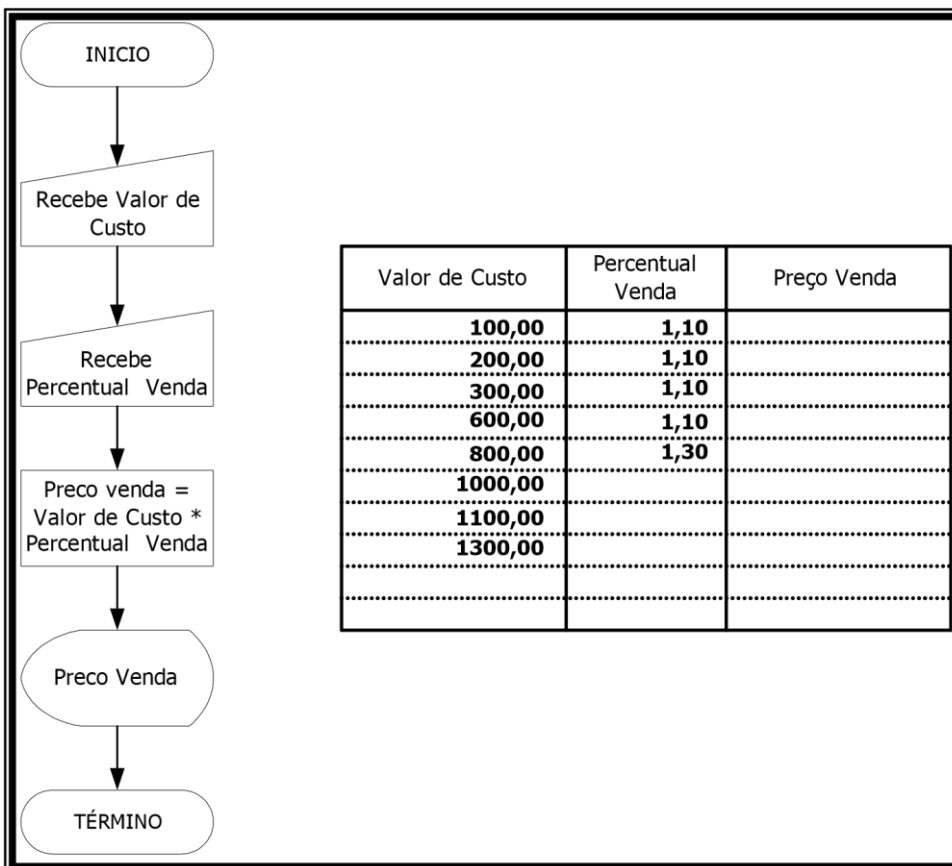 INICIO
Recebe Valor de
Custo
Recebe
Percentual Venda
Preco venda =
Valor de Custo *
Percentual Venda
Preco Venda
TÉRMINO
Valor de Custo Percentual Venda Preço Venda
100,00 1,10
200,00 1,10
300,00 1,10
600,00 1,10
800,00 1,30
1000,00
1100,00
1300,00